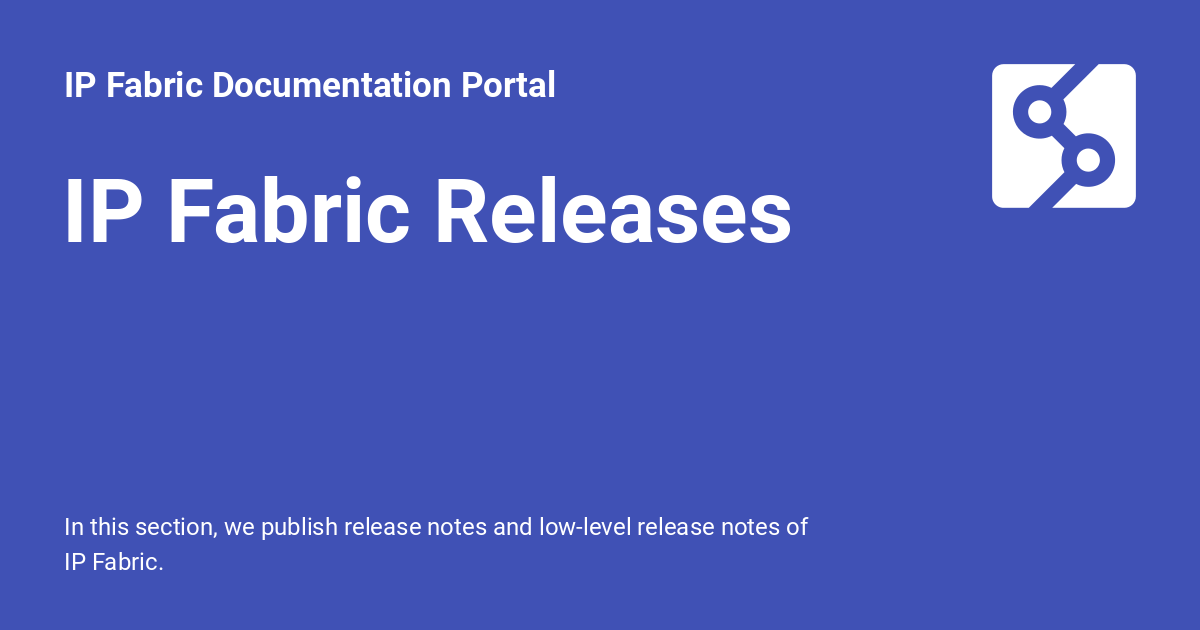 IP Fabric Documentation Portal
IP Fabric Releases
In this section, we publish release notes and low-level release notes of
IP Fabric.